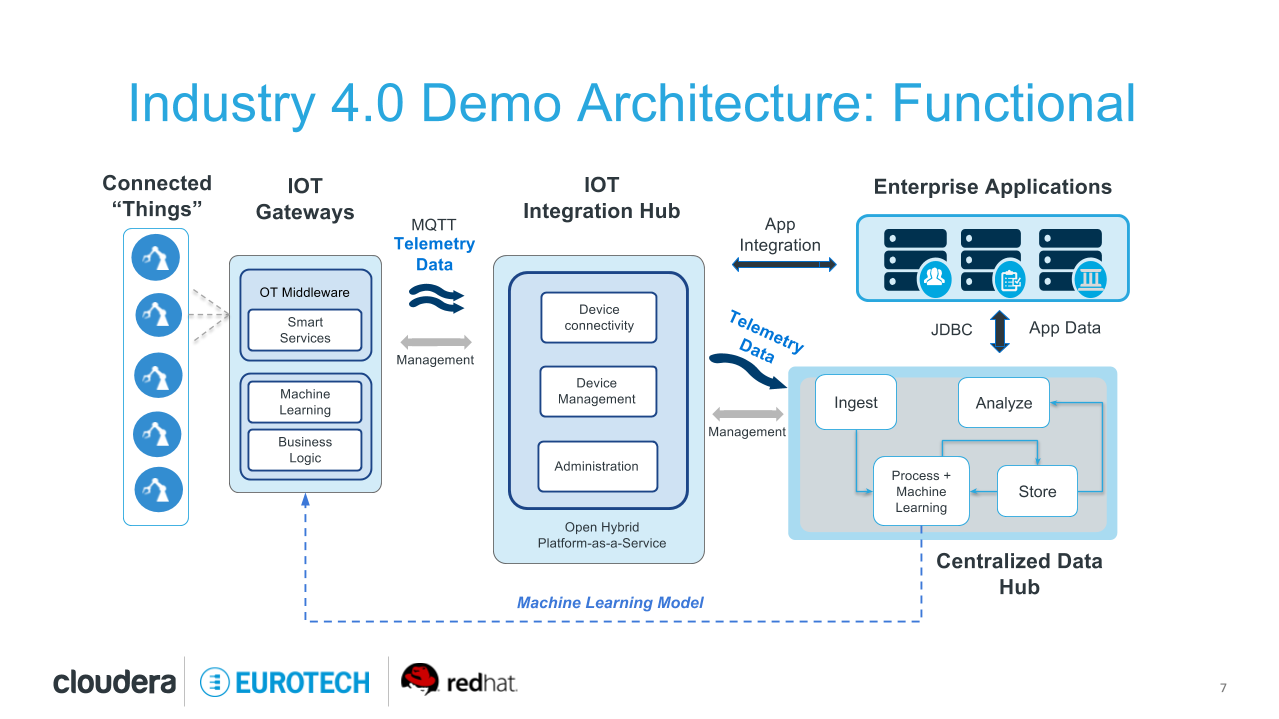 Industry 4.0 Demo Architecture: Functional
Connected
“Things”
IOT
Gateways
OT Middleware
Smart
Services
Machine
Learning
Business
Logic
MQTT
Telemetry
Data
Management
IOT
Integration Hub
Device
connectivity
Device
Management
Administration
Open Hybrid
Platform-as-a-Service
App
Integration
Telemetry
Data
Management
Enterprise Applications
JDBC
App Data
Ingest
Analyze
Process +
Machine
Learning
Store
Centralized Data
Hub
Machine Learning Model
cloudera
EUROTECH
redhat.
7